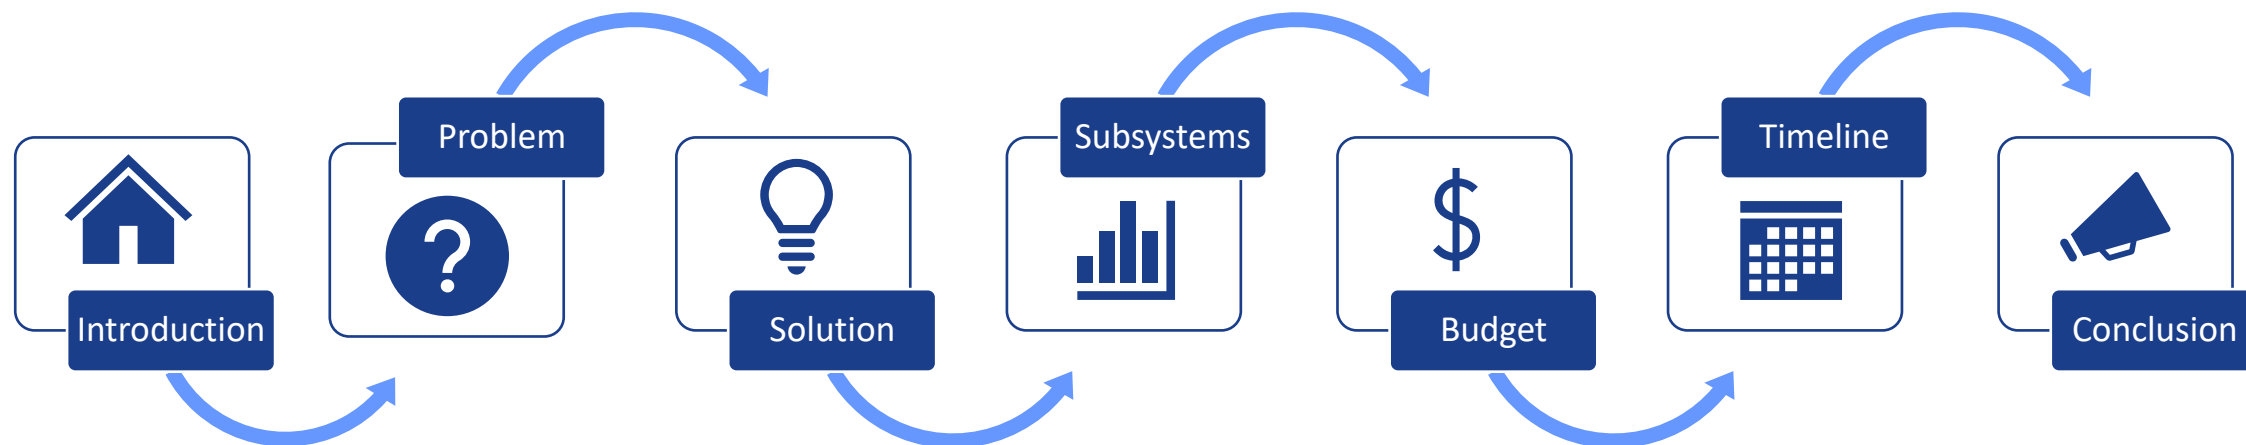 Introduction
Problem
Solution
Subsystems
Budget
Timeline
Conclusion